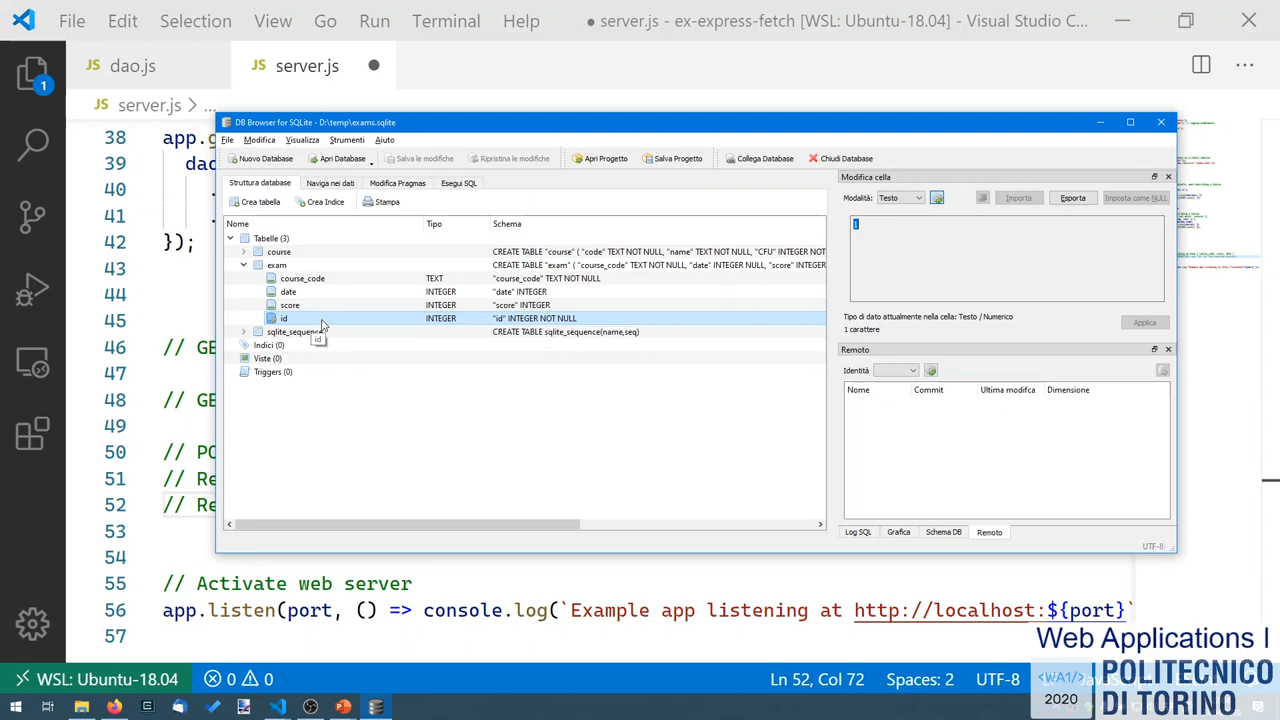 File Edit Selection View Go Run Terminal Help ● server.js - ex-express-fetch [WSL: Ubuntu-18.04] - Visual Studio C...
1
JS dao.js
JS server.js
JS server.js > ...
38 app.g
39 dao
40 .
41 .
42 });
43
44
45
46 // GE
47
48 // GE
49
50 // PO
51 // Re
52 // Re
53
54
55 // Activate web server
56 app.listen(port, () => console.log(`Example app listening at http://localhost:${port}`
57
DB Browser for SQLite - D:\temp\exams.sqlite
File Modifica Visualizza Strumenti Aiuto
Nuovo Database Apri Database Salva le modifiche Ripristina le modifiche Apri Progetto Salva Progetto Collega Database Chiudi Database
Struttura database Naviga nei dati Modifica Pragmas Esegui SQL
Crea tabella Crea Indice Stampa
Nome Tipo Schema
Tabelle (3)
course CREATE TABLE "course" ( "code" TEXT NOT NULL, "name" TEXT NOT NULL, "CFU" INTEGER NOT
exam CREATE TABLE "exam" ( "course_code" TEXT NOT NULL, "date" INTEGER NULL, "score" INTEGER
course_code TEXT "course_code" TEXT NOT NULL
date INTEGER "date" INTEGER
score INTEGER "score" INTEGER
id INTEGER "id" INTEGER NOT NULL
sqlite_sequence CREATE TABLE sqlite_sequence(name,seq)
id
Indici (0)
Viste (0)
Triggers (0)
Modifica cella
Modalità: Testo Importa Esporta Imposta come NULL
1
Tipo di dato attualmente nella cella: Testo / Numerico
1 carattere
Applica
Remoto
Identità
Nome Commit Ultima modifca Dimensione
Log SQL Grafica Schema DB Remoto
UTF-8
WSL: Ubuntu-18.04 0 0 Ln 52, Col 72 Spaces: 2 UTF-8
Web Applications I
<WA1/>
2020
POLITECNICO
DI TORINO